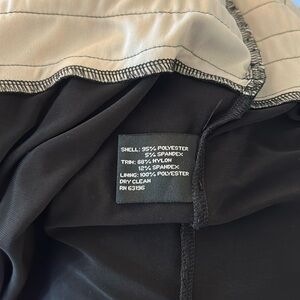 SHELL: 95% POLYESTER
5% SPANDEX
TRIM: 88% NYLON
12% SPANDEX
LINING: 100% POLYESTER
DRY CLEAN
RN 63196